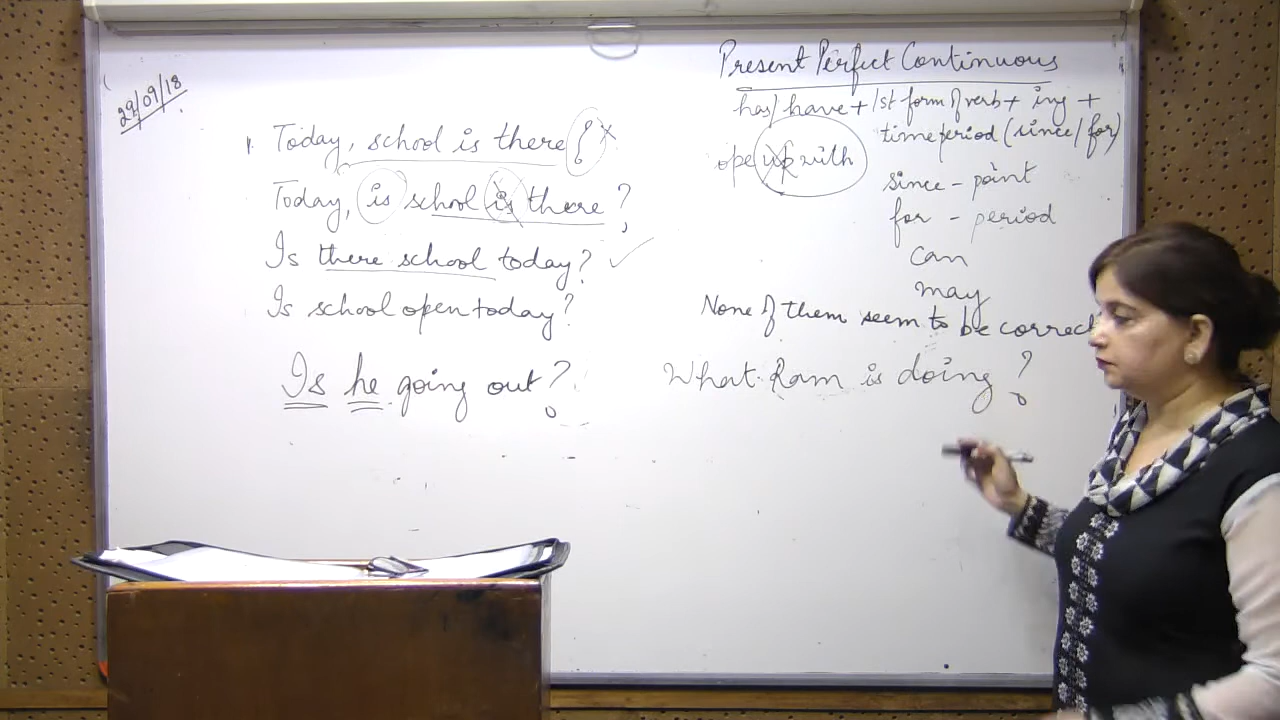 29/09/18
1. Today, school is there
Today, is school is there?
Is there school today?
Is school open today?
Is he going out?
Present Perfect Continuous
has/have + 1st form of verb + ing +
time period (since/for)
ope with
since - point
for - period
can
may
None of them seem to be correct
What Ram is doing?